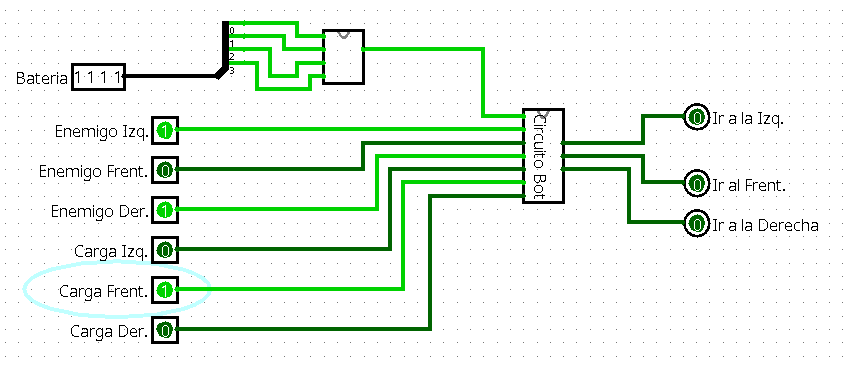 0
1
2
3
Bateria 1 1 1 1
Enemigo Izq. 1
Enemigo Frent. 0
Enemigo Der. 1
Carga Izq. 0
Carga Frent. 1
Carga Der. 0
Circuito Bot
0 Ir a la Izq.
0 Ir al Frent.
0 Ir a la Derecha